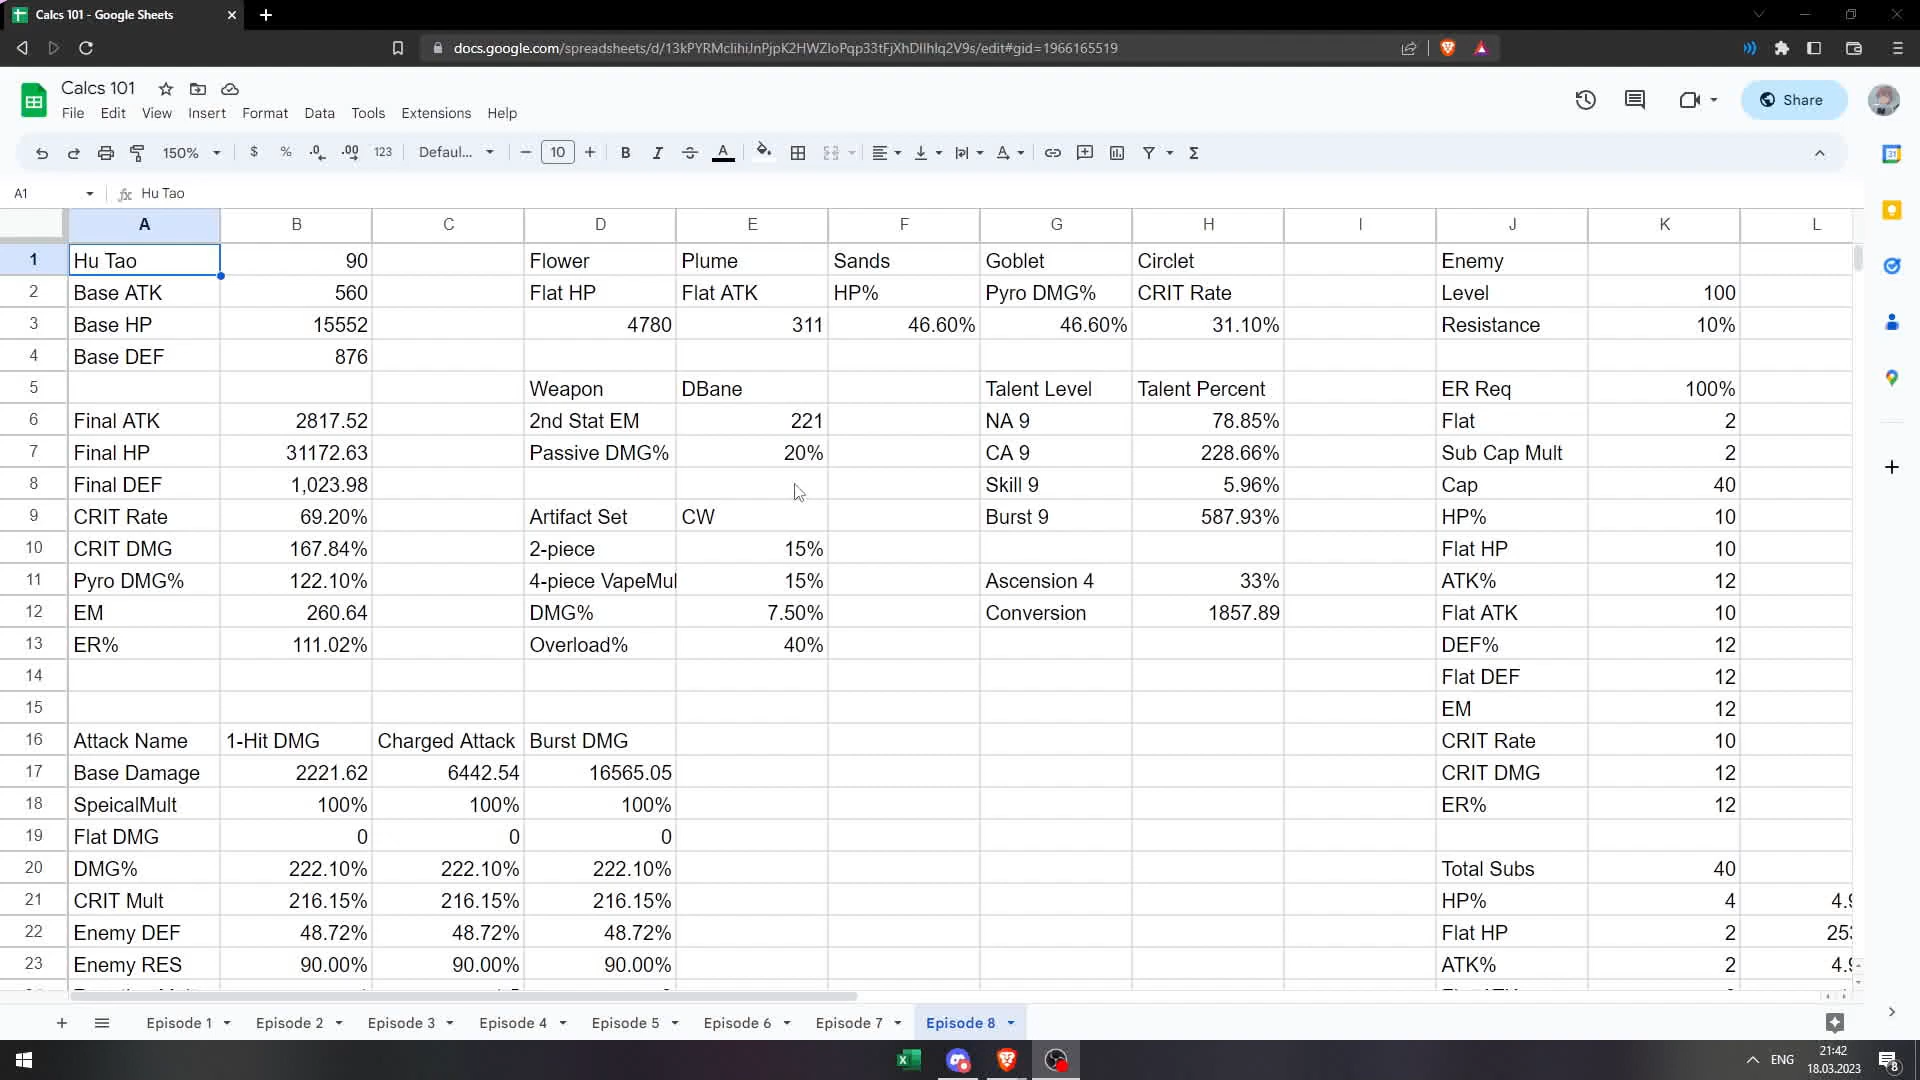 Calcs 101 - Google Sheets
docs.google.com/spreadsheets/d/13kPYRMclihiJnPjpK2HWZIoPqp33tFjXhDlIhlq2V9s/edit#gid=1966165519
Calcs 101
File Edit View Insert Format Data Tools Extensions Help
Share
150% $ % .0 .00 123 Defaul... 10 B I A
A1 fx Hu Tao
A B C D E F G H I J K L
1 Hu Tao 90 Flower Plume Sands Goblet Circlet Enemy
2 Base ATK 560 Flat HP Flat ATK HP% Pyro DMG% CRIT Rate Level 100
3 Base HP 15552 4780 311 46.60% 46.60% 31.10% Resistance 10%
4 Base DEF 876
5 Weapon DBane Talent Level Talent Percent ER Req 100%
6 Final ATK 2817.52 2nd Stat EM 221 NA 9 78.85% Flat 2
7 Final HP 31172.63 Passive DMG% 20% CA 9 228.66% Sub Cap Mult 2
8 Final DEF 1,023.98 Skill 9 5.96% Cap 40
9 CRIT Rate 69.20% Artifact Set CW Burst 9 587.93% HP% 10
10 CRIT DMG 167.84% 2-piece 15% Flat HP 10
11 Pyro DMG% 122.10% 4-piece VapeMul 15% Ascension 4 33% ATK% 12
12 EM 260.64 DMG% 7.50% Conversion 1857.89 Flat ATK 10
13 ER% 111.02% Overload% 40% DEF% 12
14 Flat DEF 12
15 EM 12
16 Attack Name 1-Hit DMG Charged Attack Burst DMG CRIT Rate 10
17 Base Damage 2221.62 6442.54 16565.05 CRIT DMG 12
18 SpeicalMult 100% 100% 100% ER% 12
19 Flat DMG 0 0 0
20 DMG% 222.10% 222.10% 222.10% Total Subs 40
21 CRIT Mult 216.15% 216.15% 216.15% HP% 4 4.9
22 Enemy DEF 48.72% 48.72% 48.72% Flat HP 2 253
23 Enemy RES 90.00% 90.00% 90.00% ATK% 2 4.9
Episode 1 Episode 2 Episode 3 Episode 4 Episode 5 Episode 6 Episode 7 Episode 8
ENG 21:42
18.03.2023 8